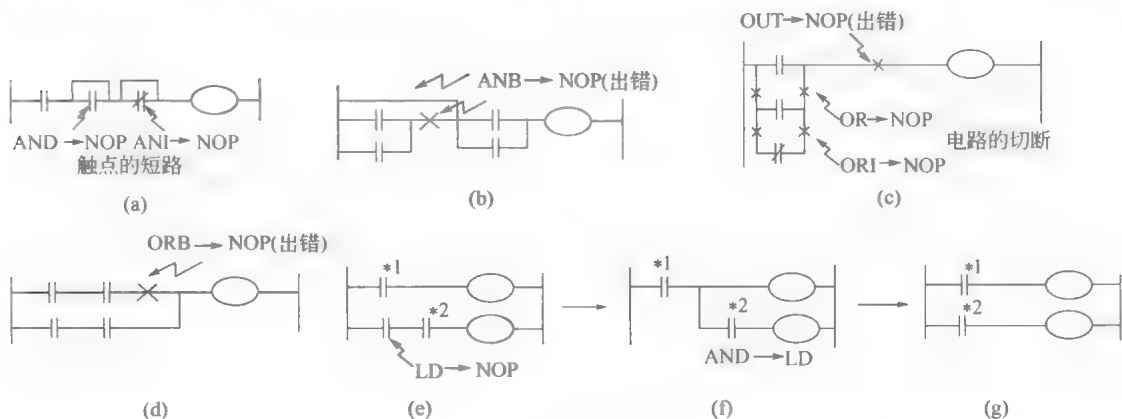 AND→NOP ANI→NOP
触点的短路
(a)
ANB→NOP(出错)
(b)
OUT→NOP(出错)
OR→NOP
ORI→NOP
电路的切断
(c)
ORB→NOP(出错)
(d)
*1
*2
LD→NOP
(e)
*1
*2
AND→LD
(f)
*1
*2
(g)